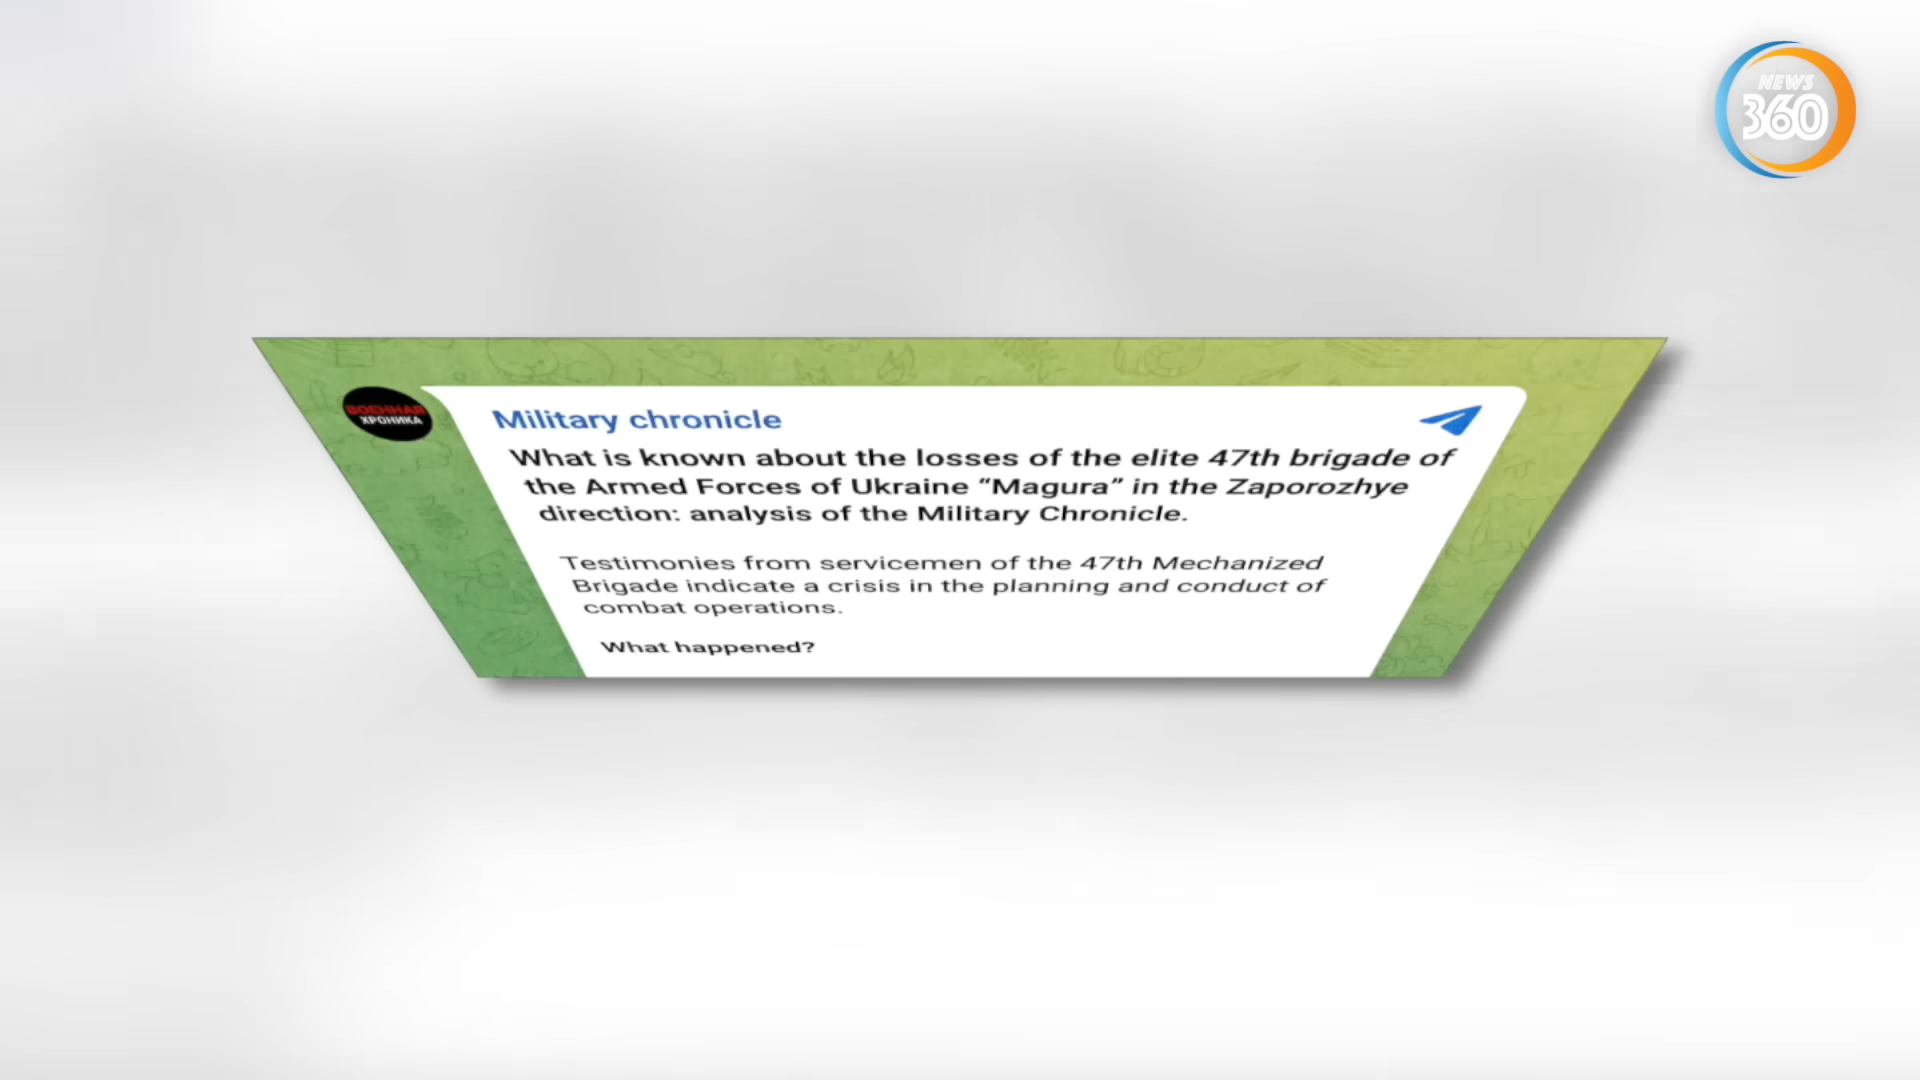 NEWS
360
ВОЕННАЯ
ХРОНИКА
Military chronicle
What is known about the losses of the elite 47th brigade of
the Armed Forces of Ukraine “Magura” in the Zaporozhye
direction: analysis of the Military Chronicle.
Testimonies from servicemen of the 47th Mechanized
Brigade indicate a crisis in the planning and conduct of
combat operations.
What happened?